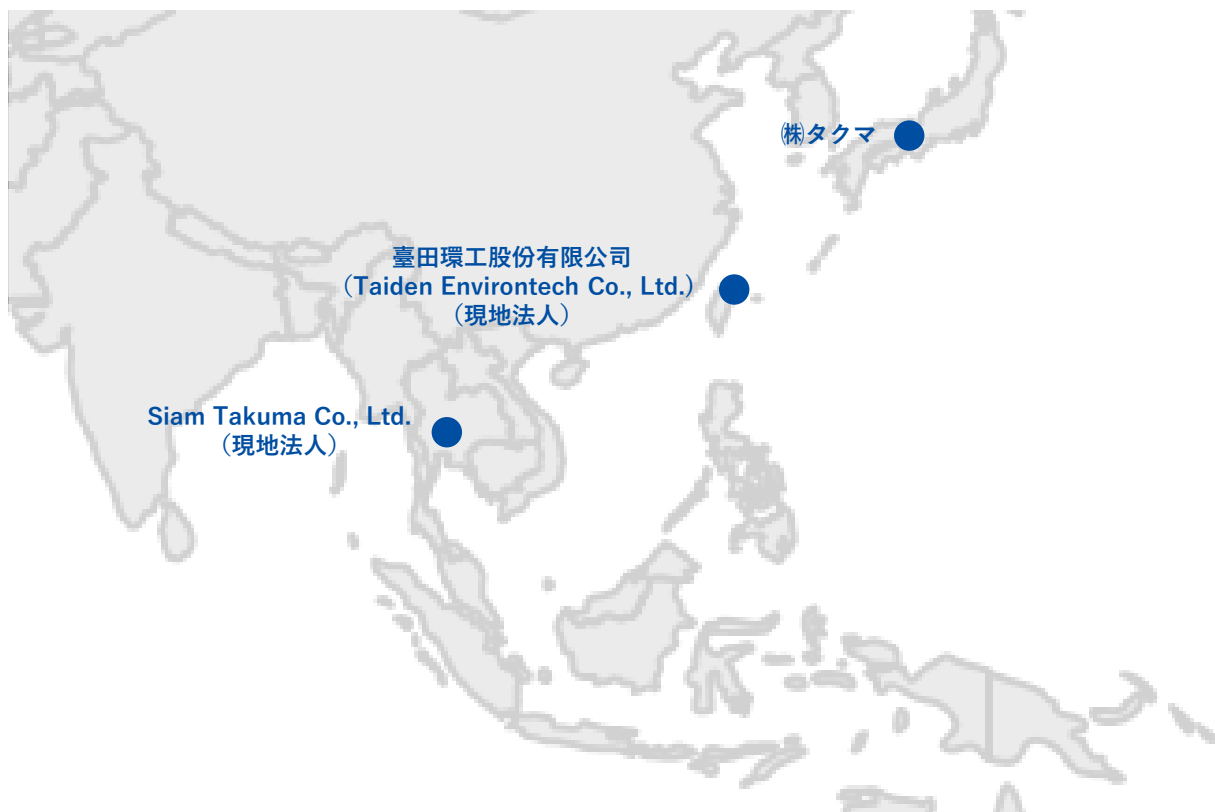 ㈱タクマ
臺田環工股份有限公司
（Taiden Environtech Co., Ltd.）
（現地法人）
Siam Takuma Co., Ltd.
（現地法人）